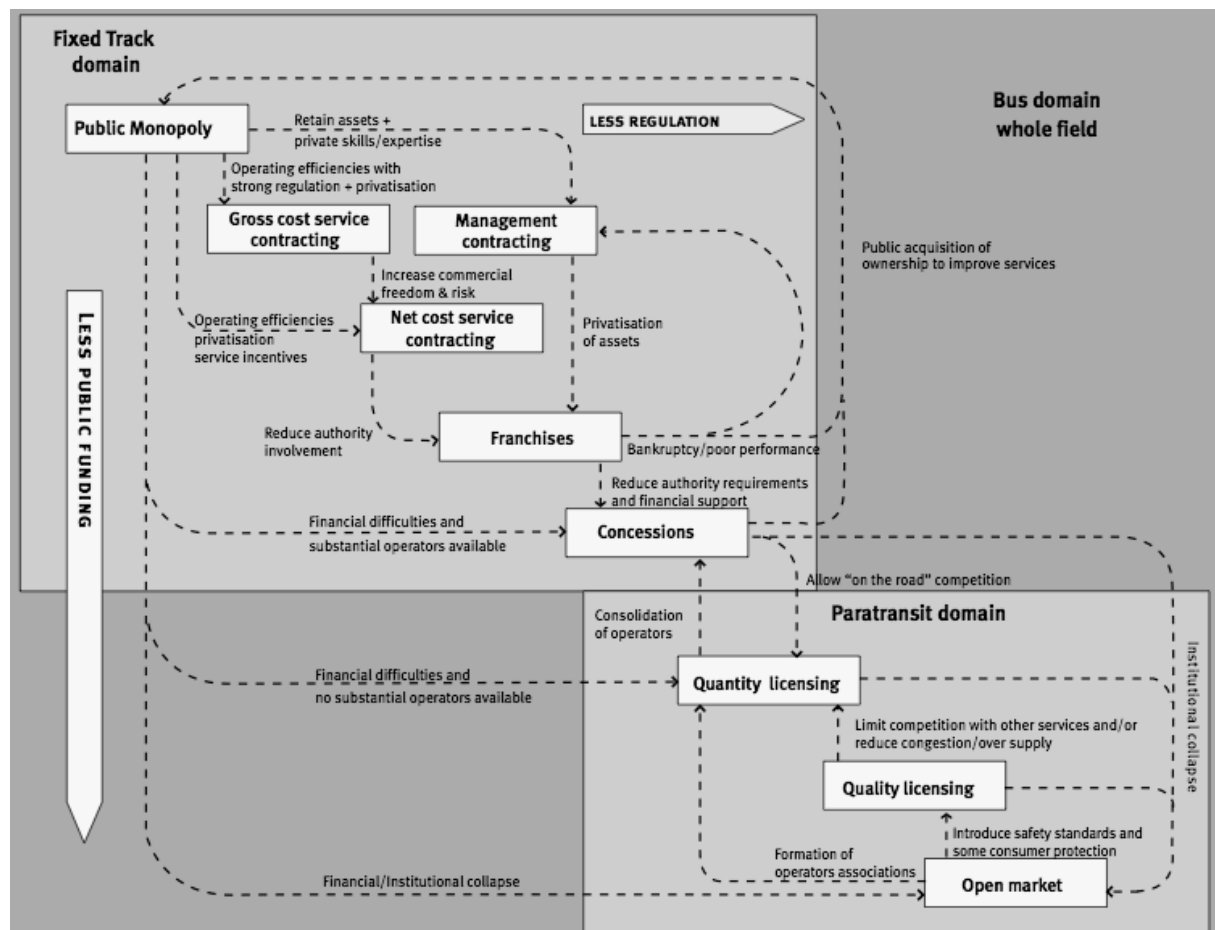 Fixed Track
domain
Bus domain
whole field
Public Monopoly
Retain assets +
private skills/expertise
LESS REGULATION
Operating efficiencies with
strong regulation + privatisation
Gross cost service
contracting
Management
contracting
Public acquisition of
ownership to improve services
Increase commercial
freedom & risk
LESS PUBLIC FUNDING
Operating efficiencies
privatisation
service incentives
Net cost service
contracting
Privatisation
of assets
Reduce authority
involvement
Franchises
Bankruptcy/poor performance
Reduce authority requirements
and financial support
Financial difficulties and
substantial operators available
Concessions
Allow “on the road” competition
Consolidation
of operators
Paratransit domain
Institutional collapse
Financial difficulties and
no substantial operators available
Quantity licensing
Limit competition with other services and/or
reduce congestion/over supply
Quality licensing
Introduce safety standards and
some consumer protection
Formation of
operators associations
Financial/Institutional collapse
Open market